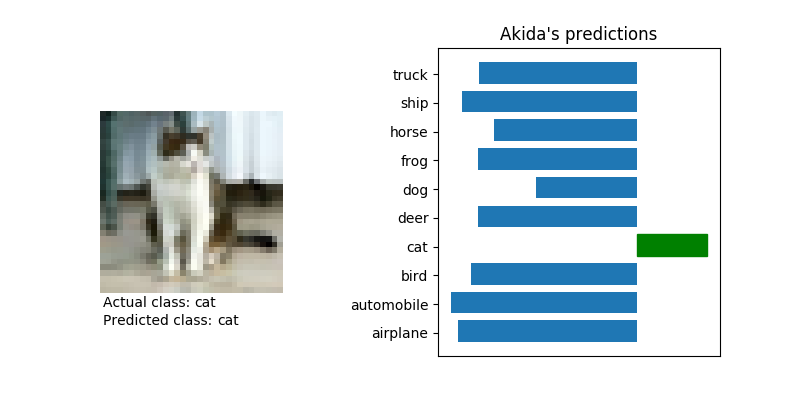 Akida's predictions
truck
ship
horse
frog
dog
deer
cat
bird
automobile
airplane
Actual class: cat
Predicted class: cat